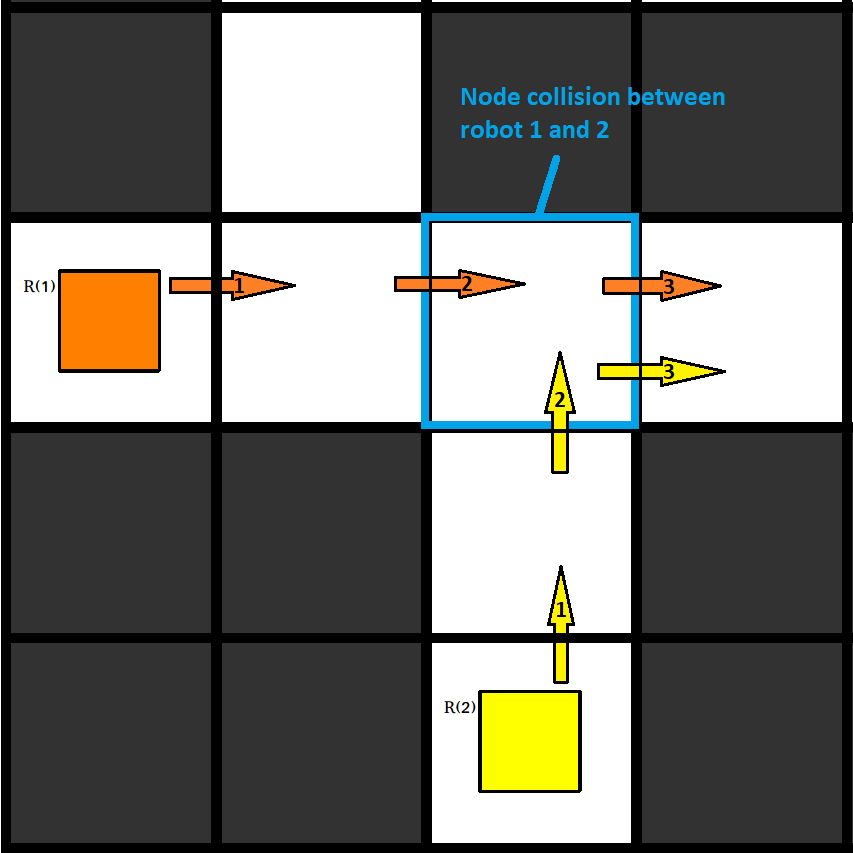 Node collision between
robot 1 and 2
R(1)
1
2
3
3
2
1
R(2)